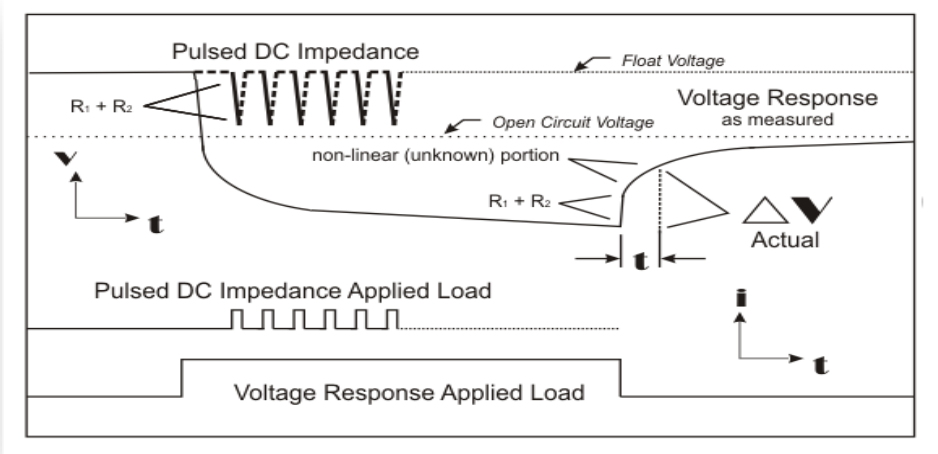 Pulsed DC Impedance
Float Voltage
R1 + R2
Voltage Response
as measured
Open Circuit Voltage
non-linear (unknown) portion
V
t
R1 + R2
△ V
Actual
t
Pulsed DC Impedance Applied Load
i
t
Voltage Response Applied Load